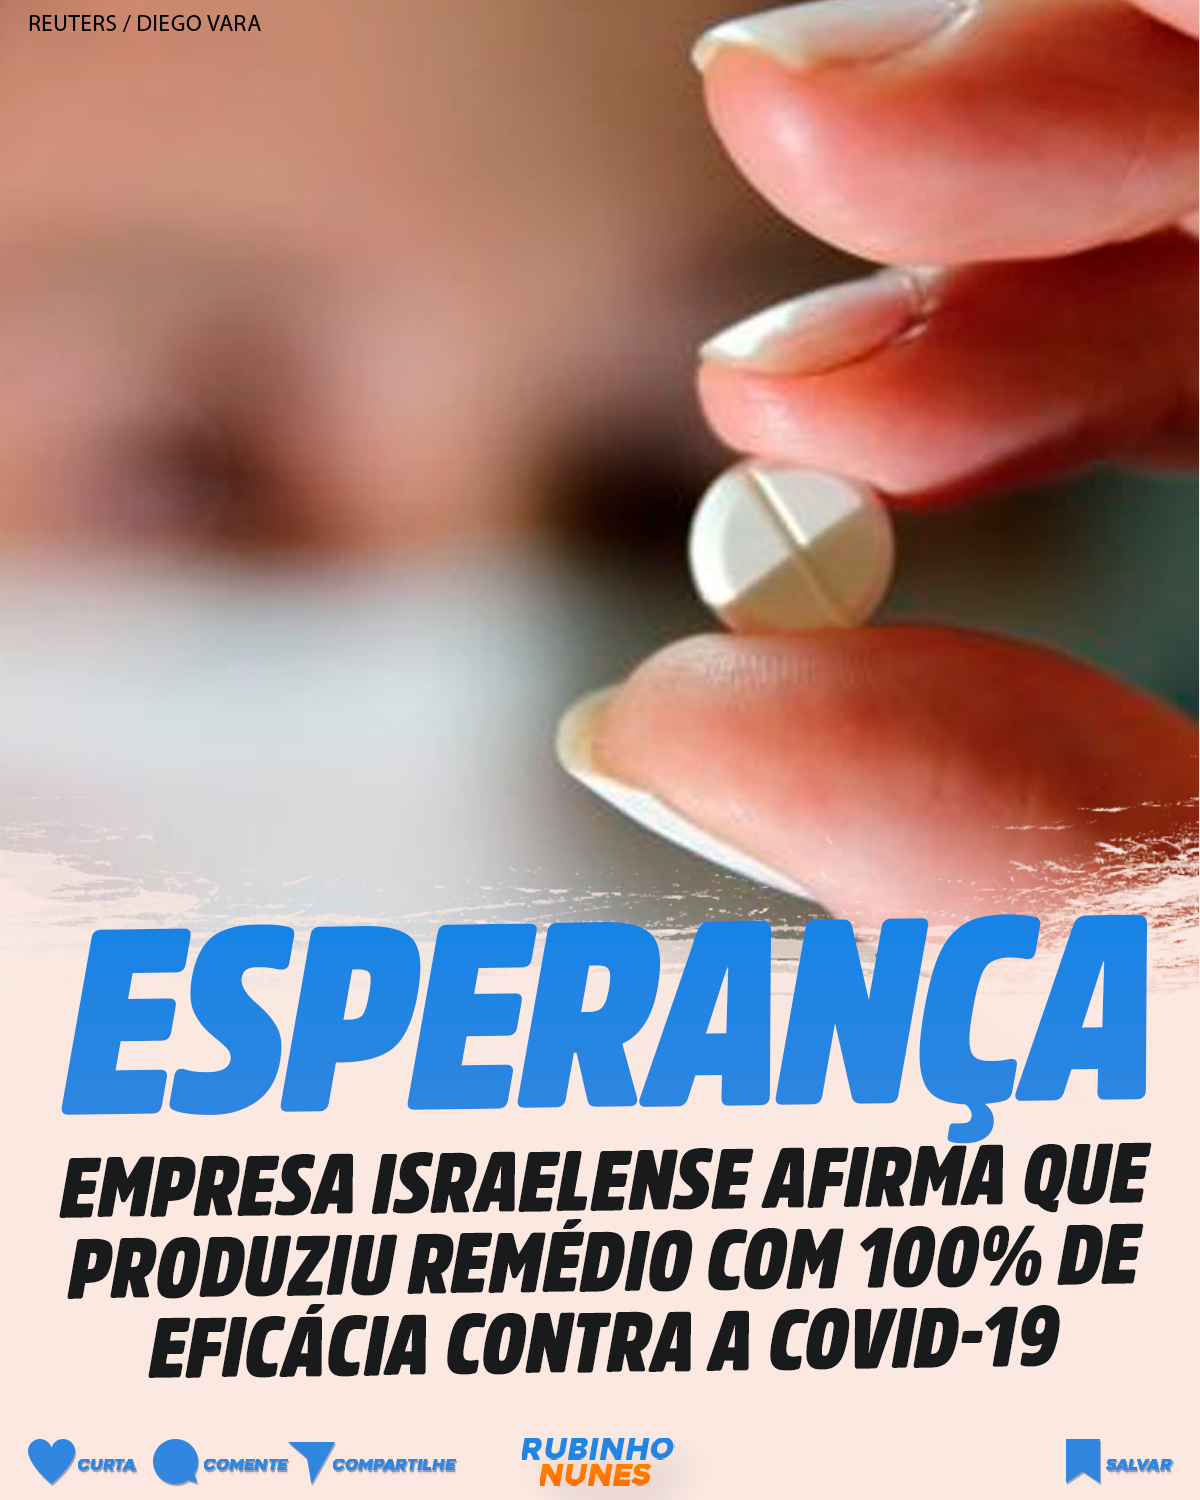 REUTERS / DIEGO VARA
ESPERANÇA
EMPRESA ISRAELENSE AFIRMA QUE
PRODUZIU REMÉDIO COM 100% DE
EFICÁCIA CONTRA A COVID-19
CURTA
COMENTE
COMPARTILHE
RUBINHO
NUNES
SALVAR